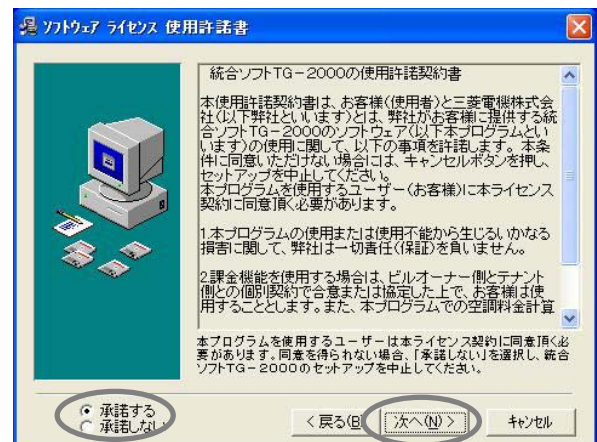 ソフトウェア ライセンス 使用許諾書
統合ソフトTG－2000の使用許諾契約書
本使用許諾契約書は、お客様(使用者)と三菱電機株式会
社(以下弊社といいます)とは、弊社がお客様に提供する統
合ソフトTG－2000のソフトウェア(以下本プログラムとい
います)の使用に関して、以下の事項を許諾します。本条
件に同意いただけない場合には、キャンセルボタンを押し、
セットアップを中止してください。
本プログラムを使用するユーザー(お客様)に本ライセンス
契約に同意頂く必要があります。
1.本プログラムの使用または使用不能から生じるいかなる
損害に関して、弊社は一切責任(保証)を負いません。
2.課金機能を使用する場合は、ビルオーナー側とテナント
側との個別契約で合意または協定した上で、お客様は使
用することとします。また、本プログラムでの空調料金計算
本プログラムを使用するユーザーは本ライセンス契約に同意頂く必
要があります。同意を得られない場合、「承諾しない」を選択し、統合
ソフトTG－2000のセットアップを中止してください。
承諾する
承諾しない
< 戻る(B)
次へ(N) >
キャンセル